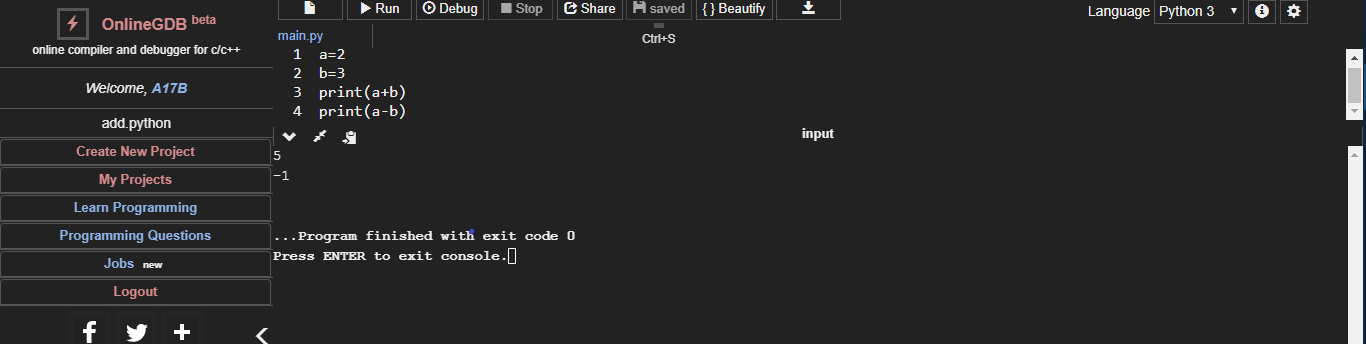 OnlineGDB beta
online compiler and debugger for c/c++
Welcome, A17B
add.python
Create New Project
My Projects
Learn Programming
Programming Questions
Jobs new
Logout
Run Debug Stop Share saved { } Beautify
Ctrl+S
Language Python 3
main.py
1 a=2
2 b=3
3 print(a+b)
4 print(a-b)
input
5
-1
...Program finished with exit code 0
Press ENTER to exit console.